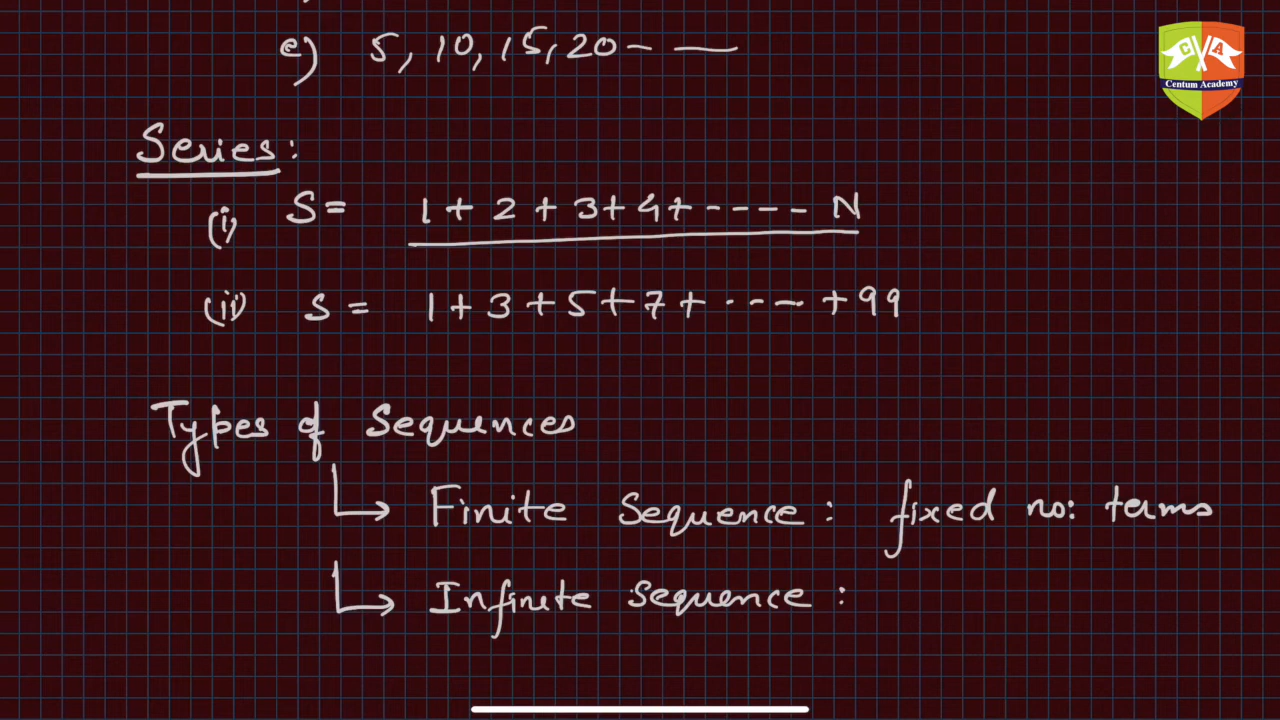 e) 5, 10, 15, 20 - —
C A
Centum Academy
Series:
(i) S = 1 + 2 + 3 + 4 + ---- N
(ii) S = 1 + 3 + 5 + 7 + ---- + 99
Types of Sequences
↳ Finite Sequence : fixed no: terms
↳ Infinite Sequence :